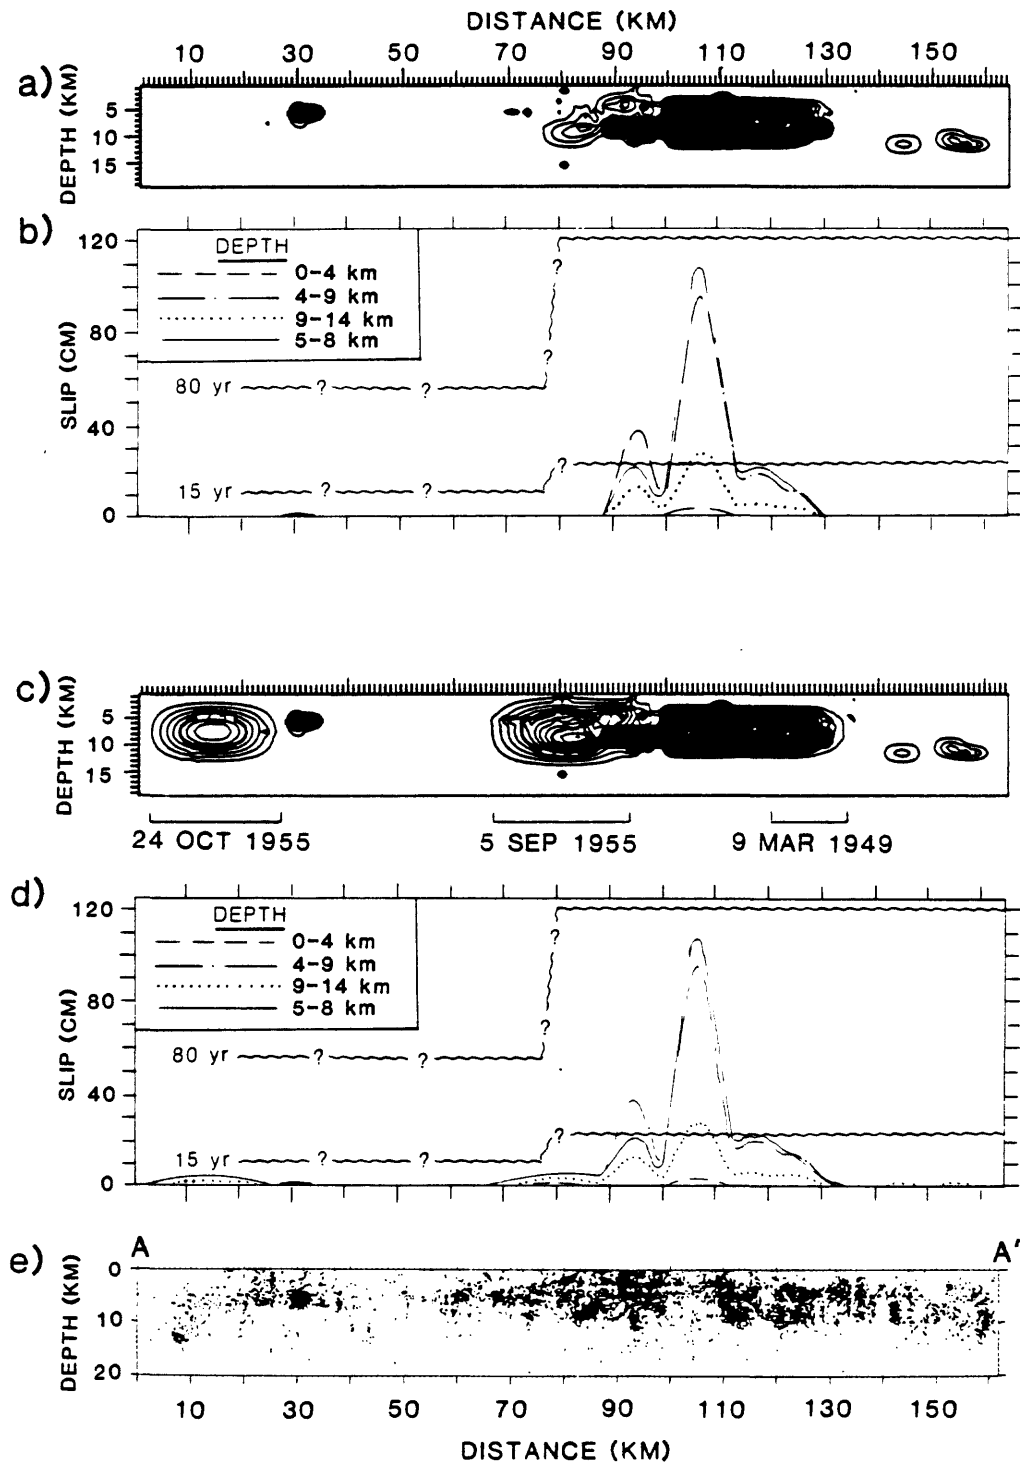 DISTANCE (KM)
10 30 50 70 90 110 130 150
a)
DEPTH (KM)
5
10
15
b)
SLIP (CM)
120
80
40
0
DEPTH
0-4 km
4-9 km
9-14 km
5-8 km
80 yr ? ? ? ?
15 yr ? ? ?
c)
DEPTH (KM)
5
10
15
24 OCT 1955 5 SEP 1955 9 MAR 1949
d)
SLIP (CM)
120
80
40
0
DEPTH
0-4 km
4-9 km
9-14 km
5-8 km
80 yr ? ? ? ?
15 yr ? ? ?
e)
A A'
DEPTH (KM)
0
10
20
10 30 50 70 90 110 130 150
DISTANCE (KM)